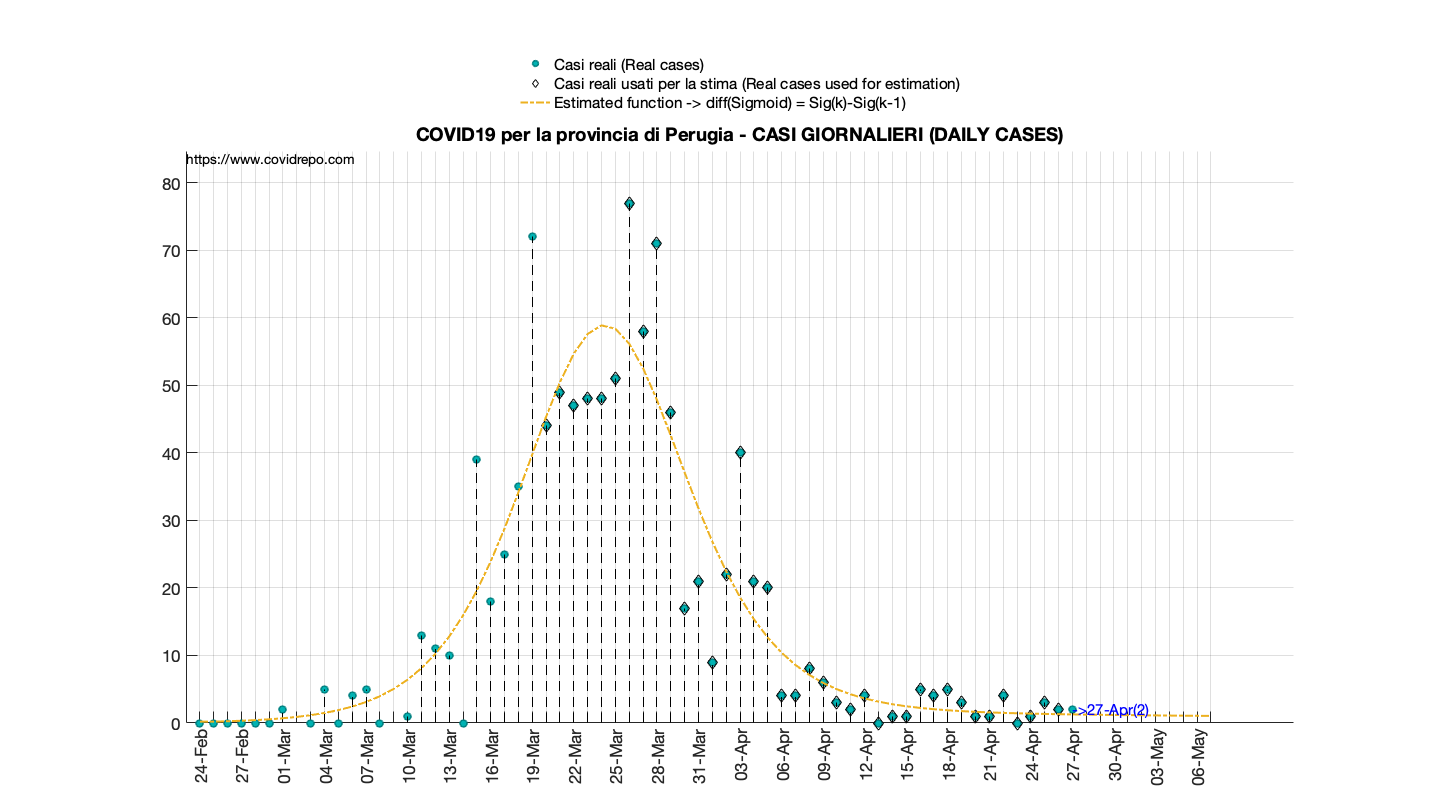 Casi reali (Real cases)
Casi reali usati per la stima (Real cases used for estimation)
Estimated function -> diff(Sigmoid) = Sig(k)-Sig(k-1)
COVID19 per la provincia di Perugia - CASI GIORNALIERI (DAILY CASES)
https://www.covidrepo.com
80
70
60
50
40
30
20
10
0
->27-Apr(2)
24-Feb
27-Feb
01-Mar
04-Mar
07-Mar
10-Mar
13-Mar
16-Mar
19-Mar
22-Mar
25-Mar
28-Mar
31-Mar
03-Apr
06-Apr
09-Apr
12-Apr
15-Apr
18-Apr
21-Apr
24-Apr
27-Apr
30-Apr
03-May
06-May